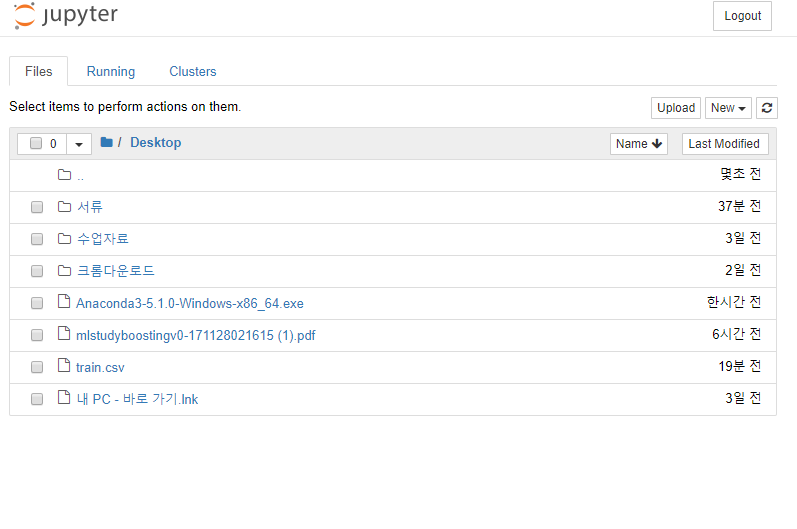 jupyter
Logout
Files Running Clusters
Select items to perform actions on them.
Upload New
0 / Desktop Name Last Modified
.. 몇초 전
서류 37분 전
수업자료 3일 전
크롬다운로드 2일 전
Anaconda3-5.1.0-Windows-x86_64.exe 한시간 전
mlstudyboostingv0-171128021615 (1).pdf 6시간 전
train.csv 19분 전
내 PC - 바로 가기.lnk 3일 전